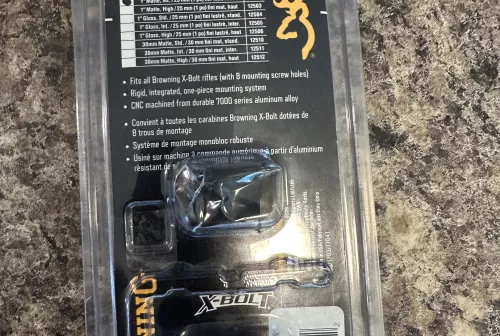 1" Matte, High / 25 mm (1 po) fini mat, haut 12503
1" Gloss, Std. / 25 mm (1 po) fini lustré, std. 12504
1" Gloss, Int. / 25 mm (1 po) fini lustré, inter. 12505
1" Gloss, High / 25 mm (1 po) fini lustré, haut 12506
30mm Matte, Std. / 30 mm fini mat, std. 12510
30mm Matte, Int. / 30 mm fini mat, inter. 12511
30mm Matte, High / 30 mm fini mat, haut 12512
• Fits all Browning X-Bolt rifles (with 8 mounting screw holes)
• Rigid, integrated, one-piece mounting system
• CNC machined from durable 7000 series aluminum alloy
• Convient à toutes les carabines Browning X-Bolt dotées de
8 trous de montage
• Système de montage monobloc robuste
• Usiné sur machine à commande numérique à partir d'aluminium
résistant de
X-BOLT